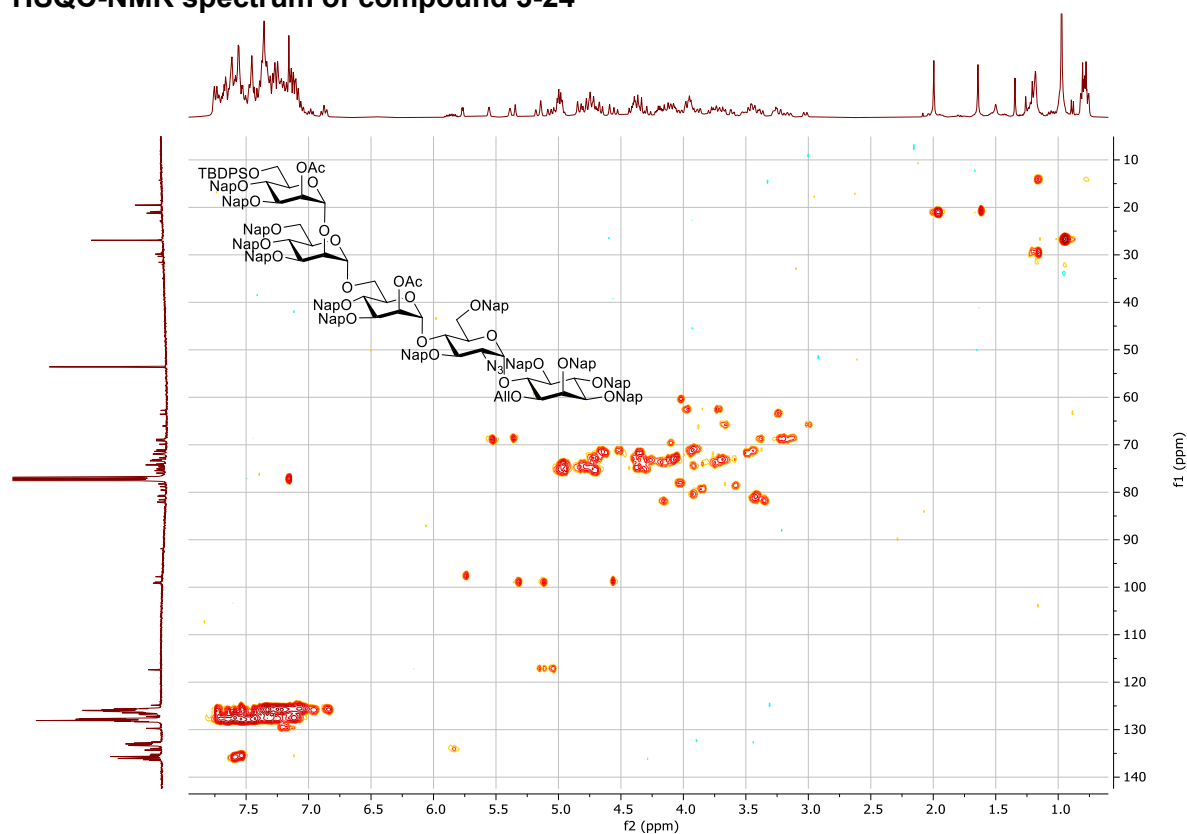 HSQC-NMR spectrum of compound 5-24
TBDPSO
OAc
NapO
NapO
NapO
NapO
NapO
O
O
O
O
OAc
NapO
NapO
O
ONap
O
O
NapO
N3
NapO
ONap
O
ONap
AllO
ONap
10
20
30
40
50
60
70
80
90
100
110
120
130
140
f1 (ppm)
7.5
7.0
6.5
6.0
5.5
5.0
4.5
4.0
3.5
3.0
2.5
2.0
1.5
1.0
f2 (ppm)